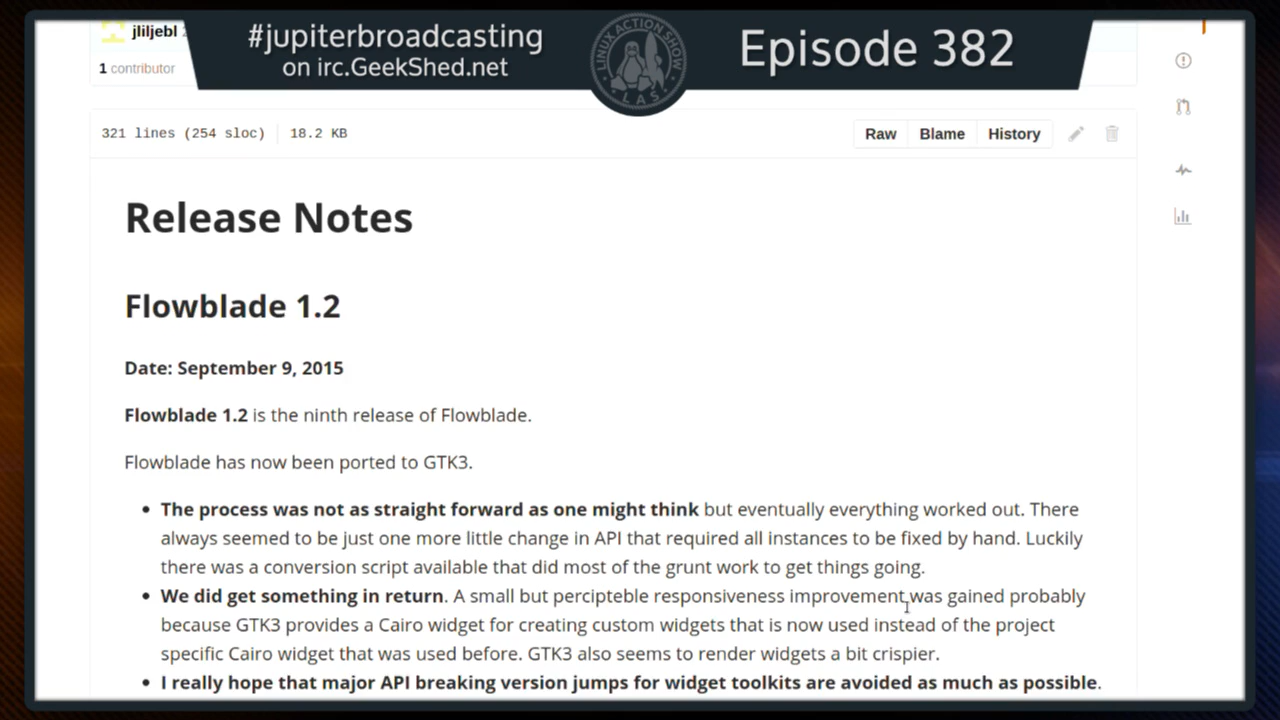 #jupiterbroadcasting
on irc.GeekShed.net
LINUX ACTION SHOW
LAS
Episode 382
jliljebl
1 contributor
321 lines (254 sloc)
18.2 KB
Raw
Blame
History
Release Notes
Flowblade 1.2
Date: September 9, 2015
Flowblade 1.2 is the ninth release of Flowblade.
Flowblade has now been ported to GTK3.
• The process was not as straight forward as one might think but eventually everything worked out. There
always seemed to be just one more little change in API that required all instances to be fixed by hand. Luckily
there was a conversion script available that did most of the grunt work to get things going.
• We did get something in return. A small but percipteble responsiveness improvement was gained probably
because GTK3 provides a Cairo widget for creating custom widgets that is now used instead of the project
specific Cairo widget that was used before. GTK3 also seems to render widgets a bit crispier.
• I really hope that major API breaking version jumps for widget toolkits are avoided as much as possible.